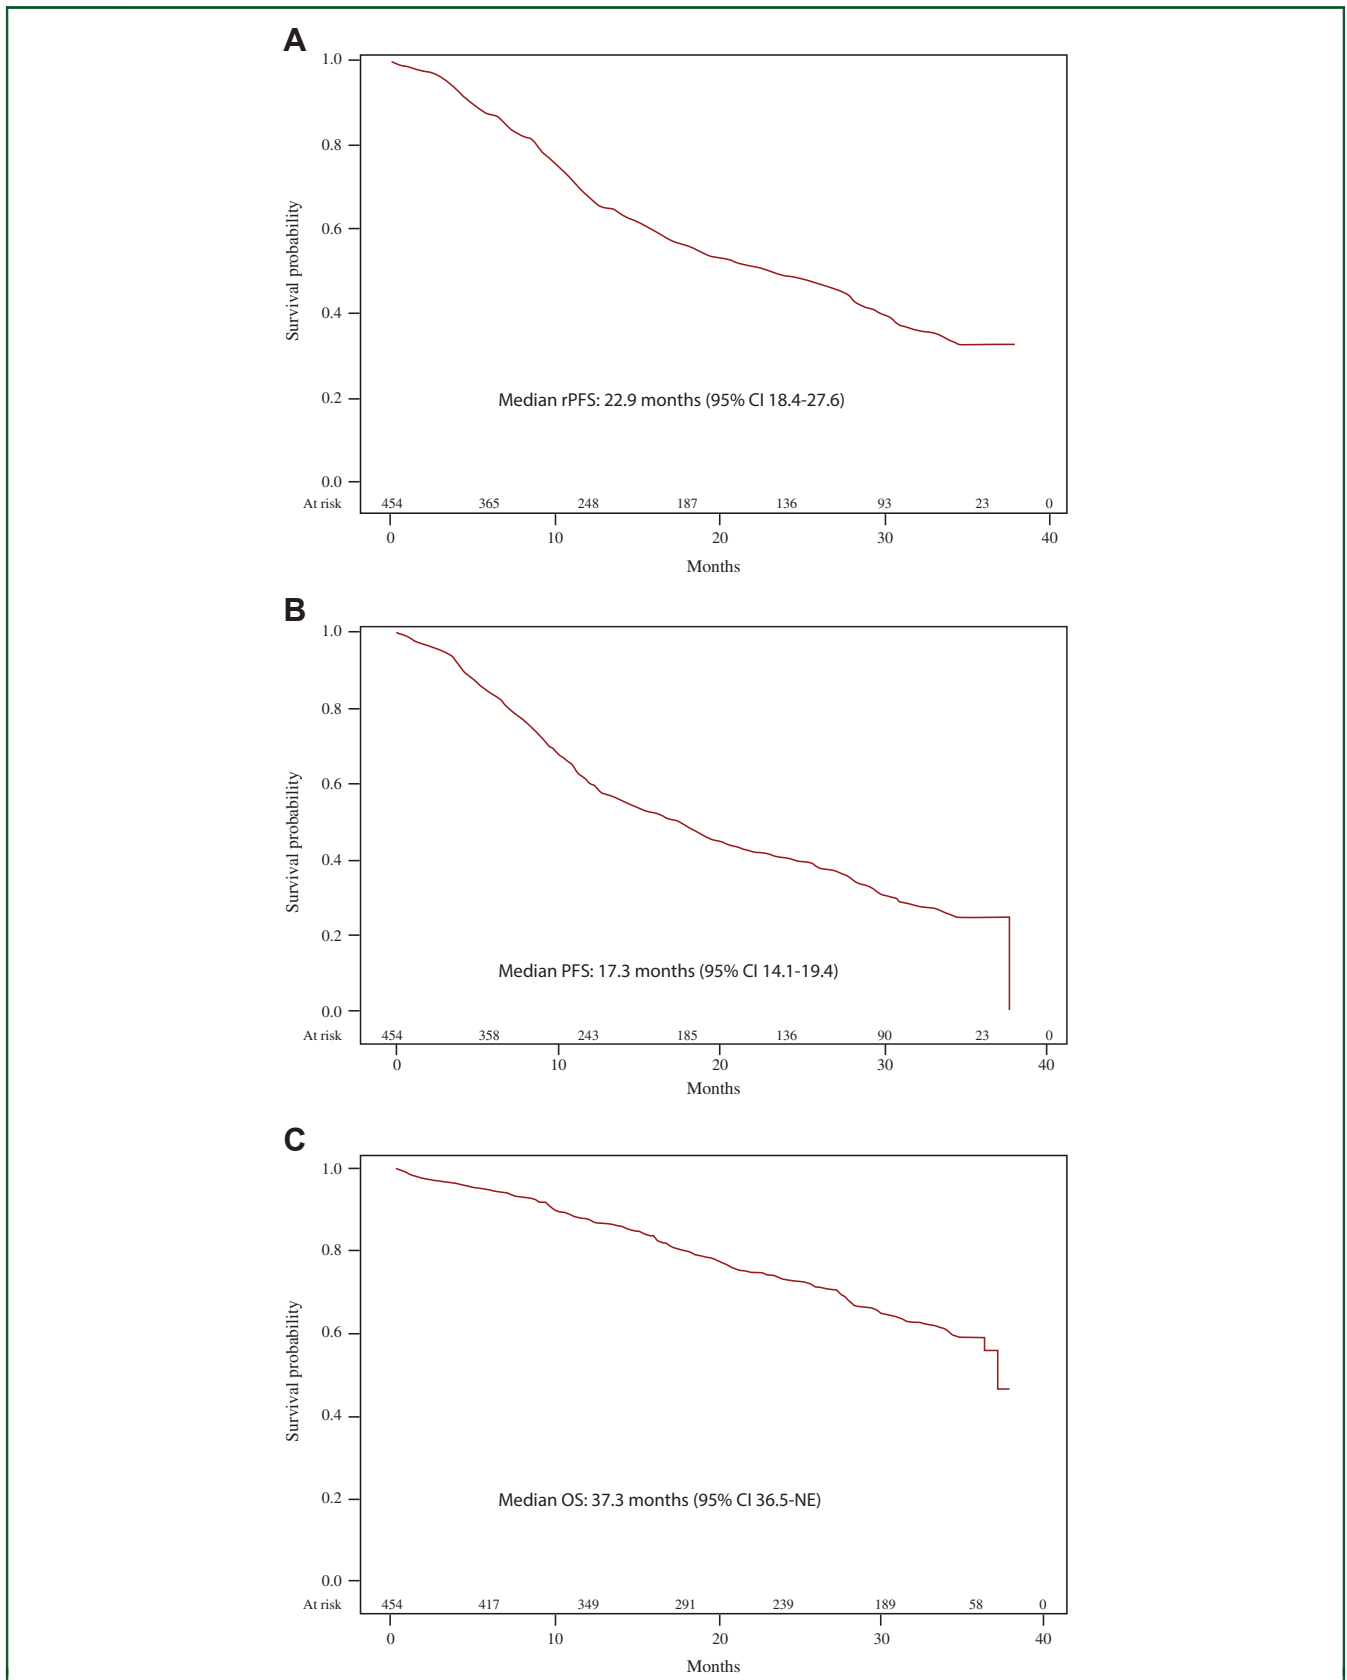 A
1.0
0.8
0.6
0.4
0.2
0.0
Survival probability
Median rPFS: 22.9 months (95% CI 18.4-27.6)
At risk 454 365 248 187 136 93 23 0
0 10 20 30 40
Months
B
1.0
0.8
0.6
0.4
0.2
0.0
Survival probability
Median PFS: 17.3 months (95% CI 14.1-19.4)
At risk 454 358 243 185 136 90 23 0
0 10 20 30 40
Months
C
1.0
0.8
0.6
0.4
0.2
0.0
Survival probability
Median OS: 37.3 months (95% CI 36.5-NE)
At risk 454 417 349 291 239 189 58 0
0 10 20 30 40
Months